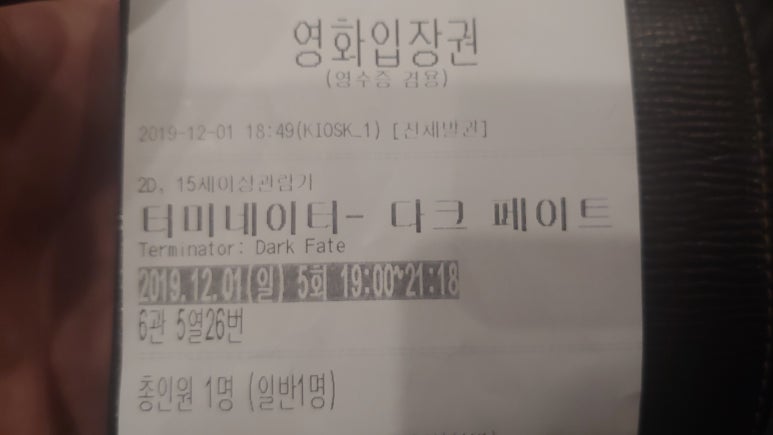 영화입장권
(영수증 겸용)
2019-12-01 18:49(KIOSK_1) [전체발권]
2D, 15세이상관람가
터미네이터- 다크 페이트
Terminator: Dark Fate
2019.12.01(일) 5회 19:00~21:18
6관 5열26번
총인원 1명 (일반1명)